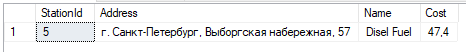 StationId Address Name Cost
1 5 г. Санкт-Петербург, Выборгская набережная, 57 Disel Fuel 47,4